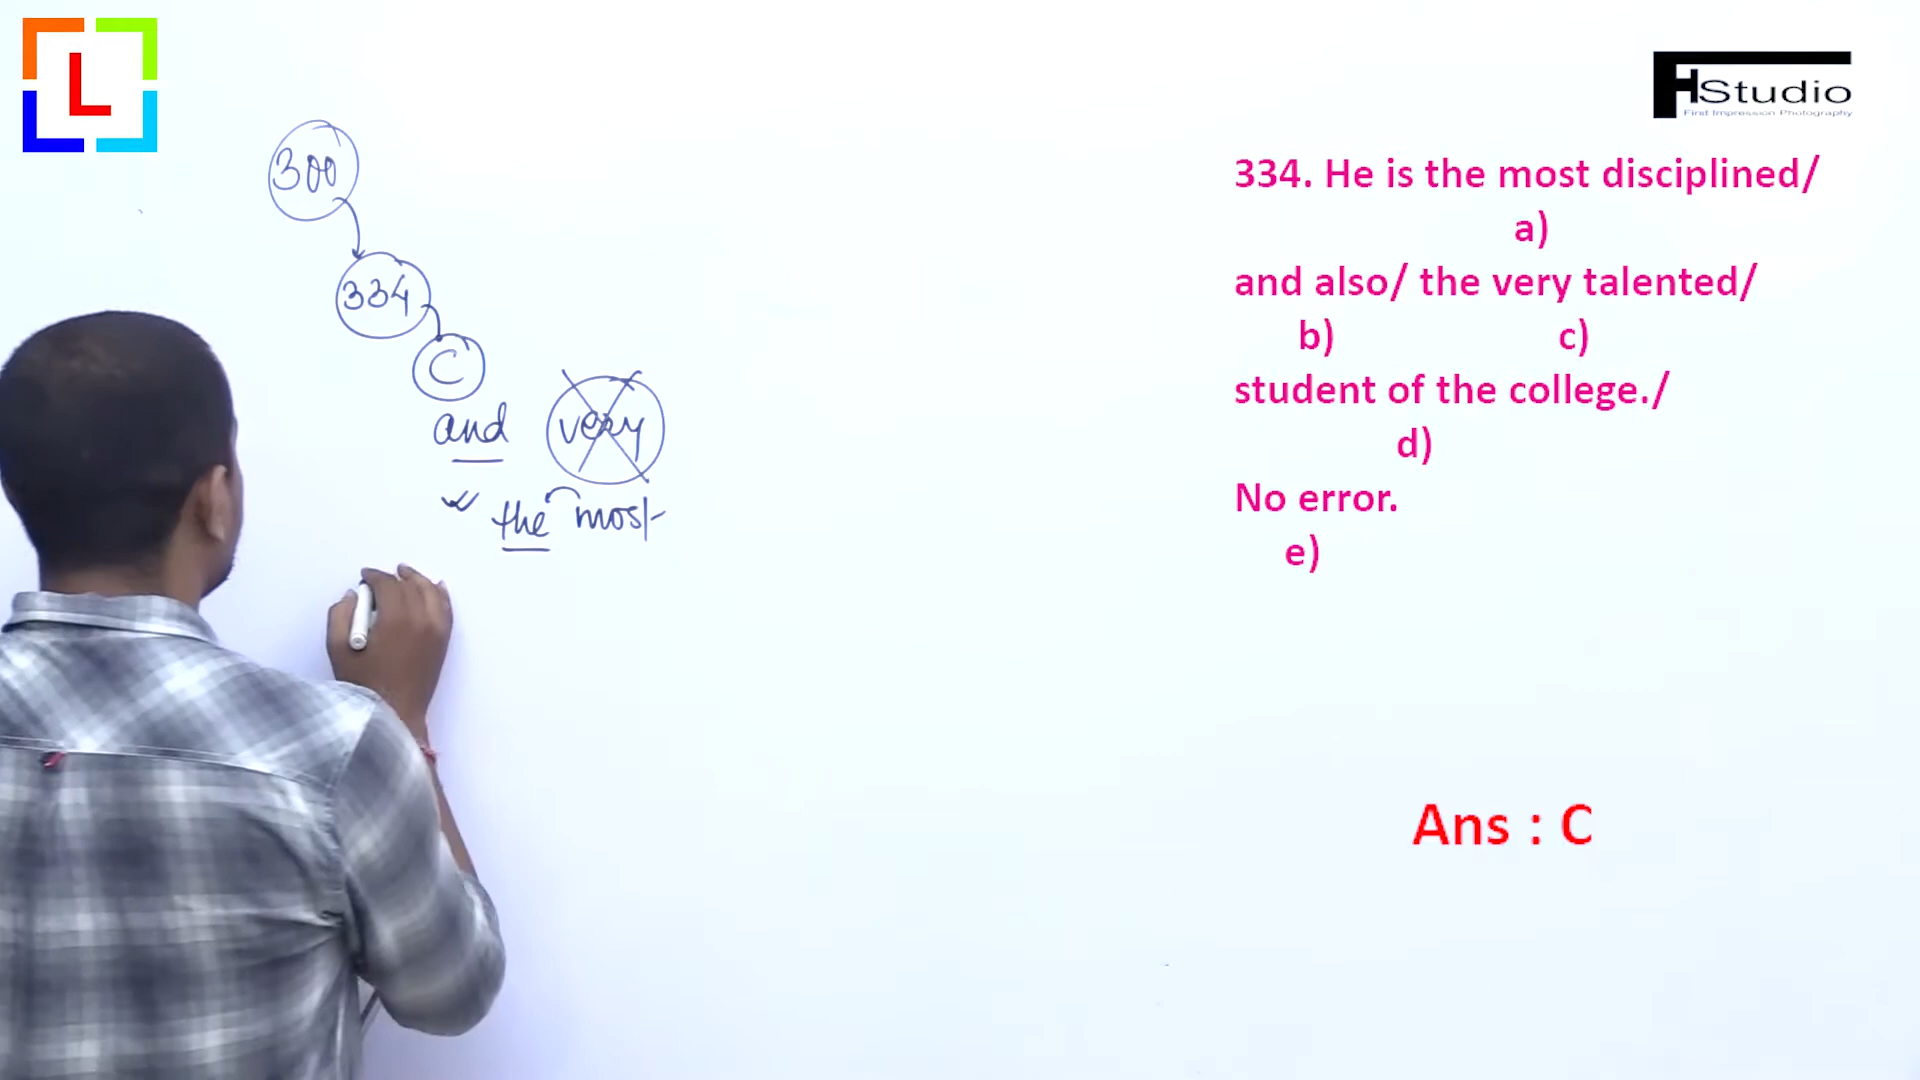 L
HStudio
First Impression Photography
300
334
C
and very
the most
334. He is the most disciplined/
a)
and also/ the very talented/
b) c)
student of the college./
d)
No error.
e)
Ans : C